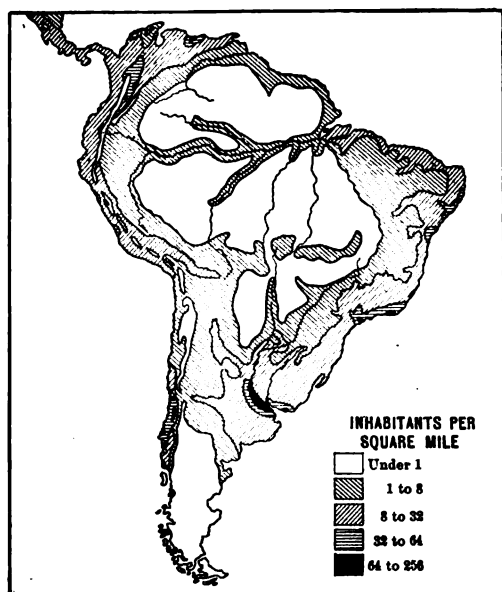 INHABITANTS PER
SQUARE MILE
Under 1
1 to 8
8 to 32
32 to 64
64 to 256